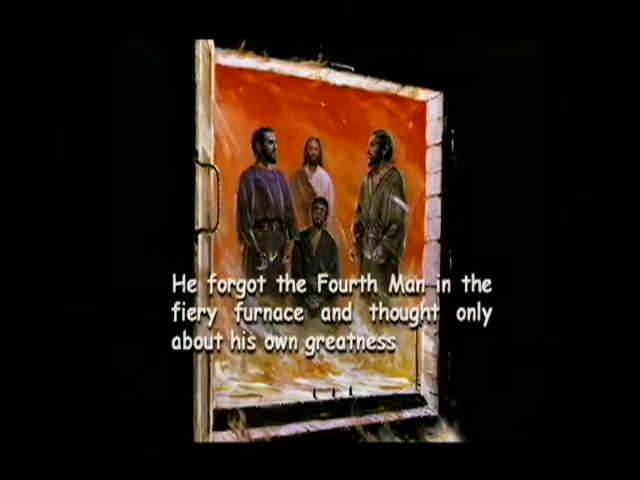 He forgot the Fourth Man in the
fiery furnace and thought only
about his own greatness